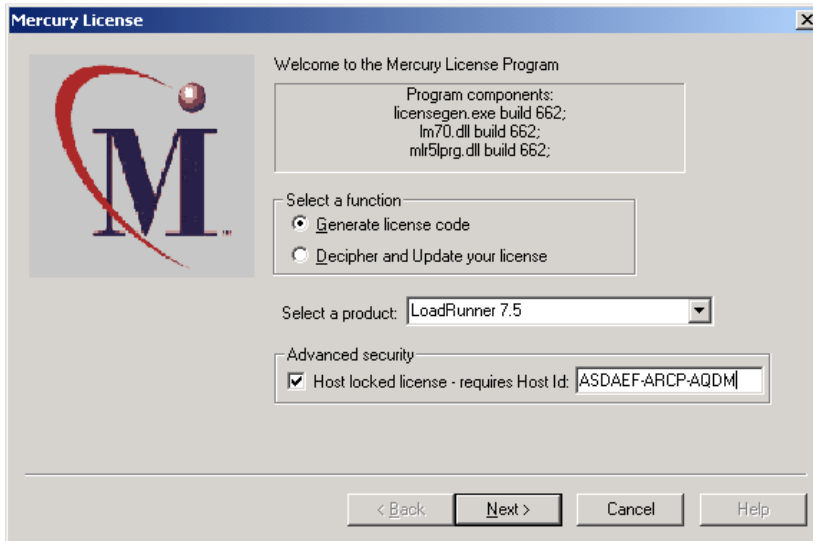 Mercury License
Welcome to the Mercury License Program
Program components:
licensegen.exe build 662;
lm70.dll build 662;
mlr5lprg.dll build 662;
M
Select a function
Generate license code
Decipher and Update your license
Select a product: LoadRunner 7.5
Advanced security
Host locked license - requires Host Id: ASDAEF-ARCP-AQDM
< Back Next > Cancel Help